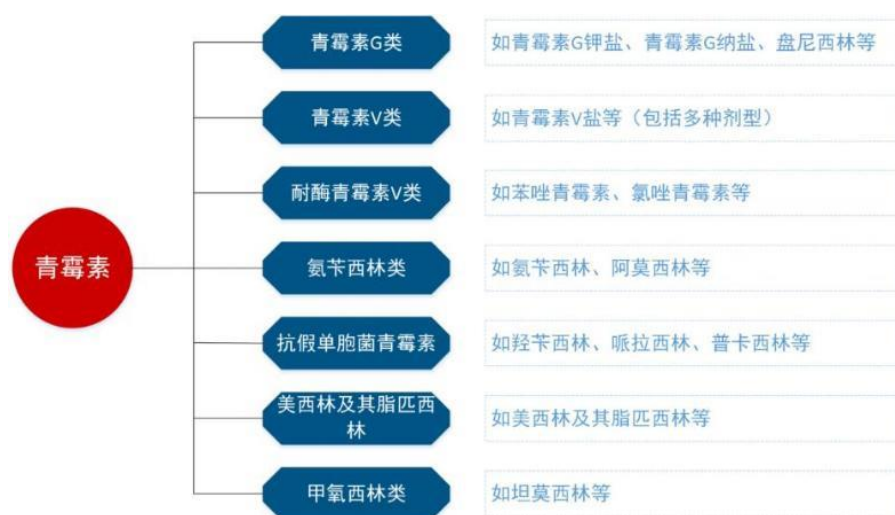 青霉素
青霉素G类
如青霉素G钾盐、青霉素G纳盐、盘尼西林等
青霉素V类
如青霉素V盐等（包括多种剂型）
耐酶青霉素V类
如苯唑青霉素、氯唑青霉素等
氨苄西林类
如氨苄西林、阿莫西林等
抗假单胞菌青霉素
如羟苄西林、哌拉西林、普卡西林等
美西林及其脂匹西
林
如美西林及其脂匹西林等
甲氧西林类
如坦莫西林等